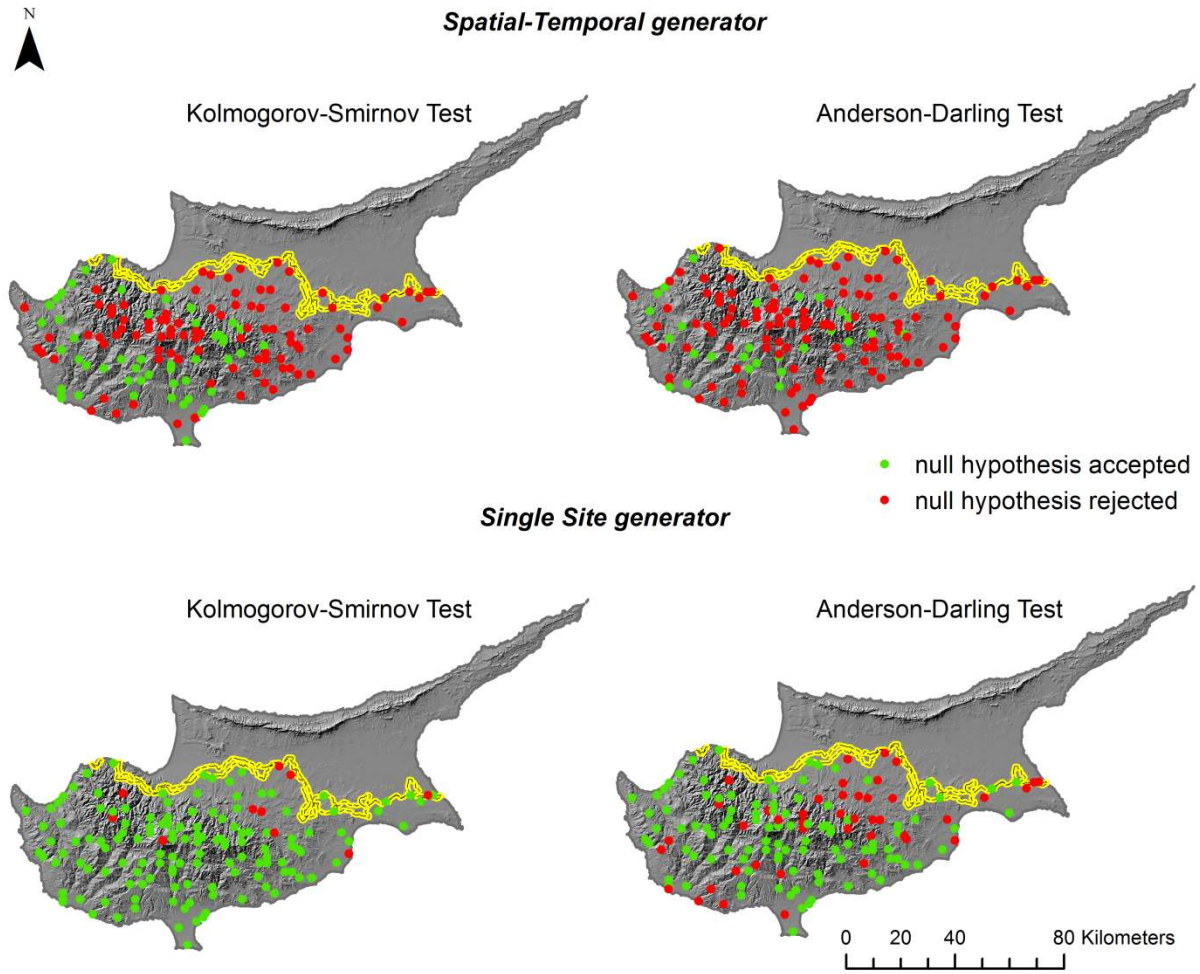 N
Spatial-Temporal generator
Kolmogorov-Smirnov Test
Anderson-Darling Test
null hypothesis accepted
null hypothesis rejected
Single Site generator
Kolmogorov-Smirnov Test
Anderson-Darling Test
0 20 40 80 Kilometers